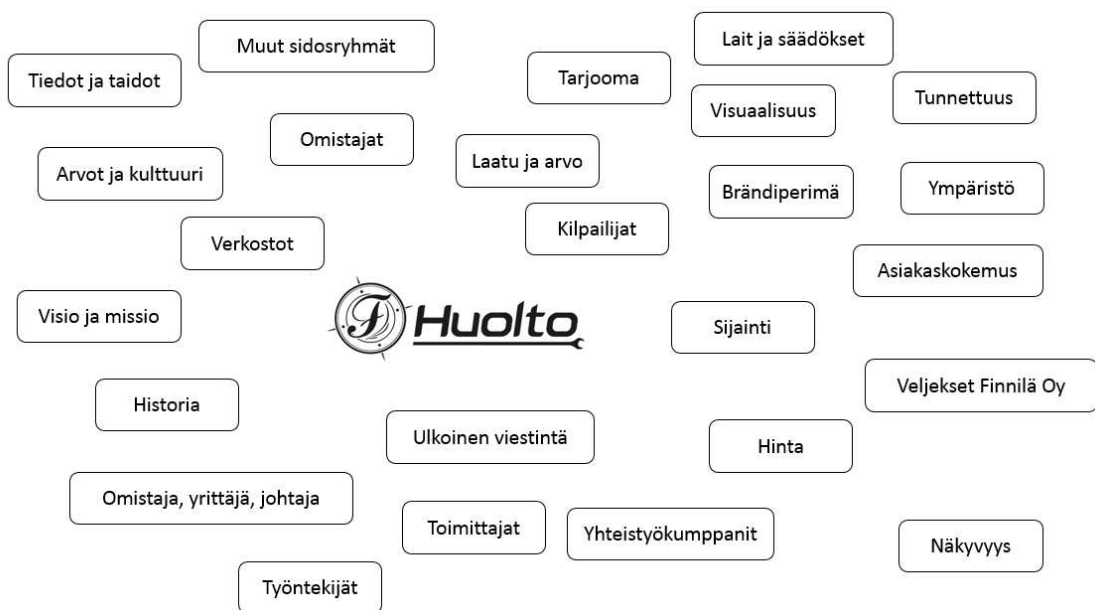 Muut sidosryhmät
Lait ja säädökset
Tiedot ja taidot
Tarjooma
Tunnettuus
Visuaalisuus
Omistajat
Laatu ja arvo
Arvot ja kulttuuri
Brändiperimä
Ympäristö
Kilpailijat
Verkostot
Asiakaskokemus
Visio ja missio
F Huolto
Sijainti
Veljekset Finnilä Oy
Historia
Ulkoinen viestintä
Hinta
Omistaja, yrittäjä, johtaja
Toimittajat
Yhteistyökumppanit
Näkyvyys
Työntekijät